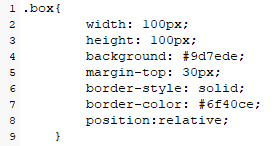 1 .box{
2 width: 100px;
3 height: 100px;
4 background: #9d7ede;
5 margin-top: 30px;
6 border-style: solid;
7 border-color: #6f40ce;
8 position:relative;
9 }